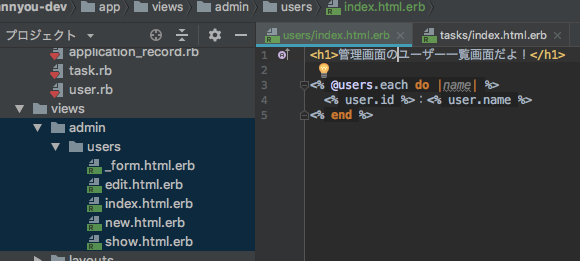 nnyou-dev app views admin users index.html.erb
プロジェクト
application_record.rb
task.rb
user.rb
views
admin
users
_form.html.erb
edit.html.erb
index.html.erb
new.html.erb
show.html.erb
layouts
users/index.html.erb tasks/index.html.erb
1 <h1>管理画面のユーザー一覧画面だよ！</h1>
2
3 <% @users.each do |name| %>
4 <% user.id %>：<% user.name %>
5 <% end %>